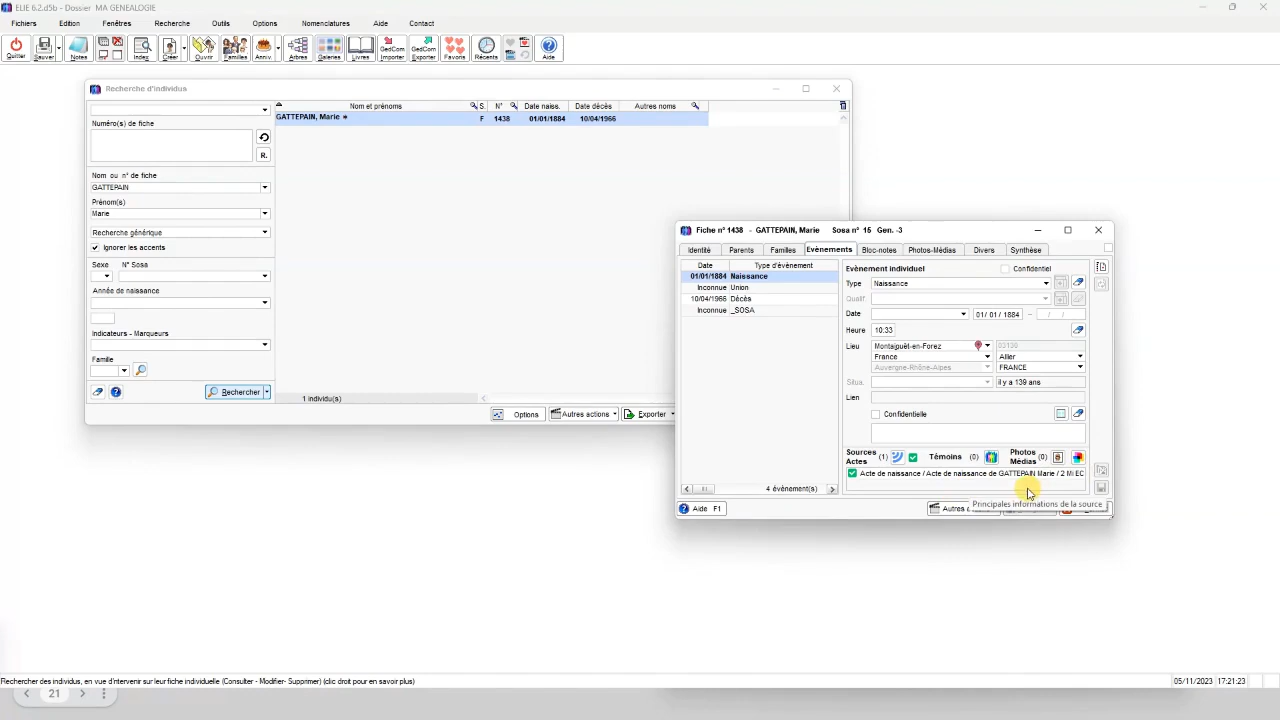 ELIE 6.2.d5b - Dossier MA GENEALOGIE
Fichiers Edition Fenêtres Recherche Outils Options Nomenclatures Aide Contact
Quitter Sauver Notes Index Créer Ouvrir Familles Anniv. Arbres Galeries Livres GedCom Importer GedCom Exporter Favoris Récents Aide
Recherche d'individus
Nom et prénoms S. N° Date naiss. Date décès Autres noms
GATTEPAIN, Marie * F 1438 01/01/1884 10/04/1966
Numéro(s) de fiche
R.
Nom ou n° de fiche
GATTEPAIN
Prénom(s)
Marie
Recherche générique
Ignorer les accents
Sexe N° Sosa
Année de naissance
Indicateurs - Marqueurs
Famille
Rechercher
1 individu(s)
Options Autres actions Exporter
Fiche n° 1438 - GATTEPAIN, Marie Sosa n° 15 Gen. -3
Identité Parents Familles Evènements Bloc-notes Photos-Médias Divers Synthèse
Date Type d'évènement
01/01/1884 Naissance
Inconnue Union
10/04/1966 Décès
Inconnue _SOSA
4 évènement(s)
Evènement individuel Confidentiel
Type Naissance
Qualif.
Date 01/ 01/ 1884 - / /
Heure 10:33
Lieu Montaiguët-en-Forez 03130
France Allier
Auvergne-Rhône-Alpes FRANCE
Situa. il y a 139 ans
Lien
Confidentielle
Sources Actes (1) Témoins (0) Photos Médias (0)
Acte de naissance / Acte de naissance de GATTEPAIN Marie / 2 Mi EC
Principales informations de la source
Aide F1 Autres
Rechercher des individus, en vue d'intervenir sur leur fiche individuelle (Consulter - Modifier- Supprimer) (clic droit pour en savoir plus)
05/11/2023 17:21:23
21